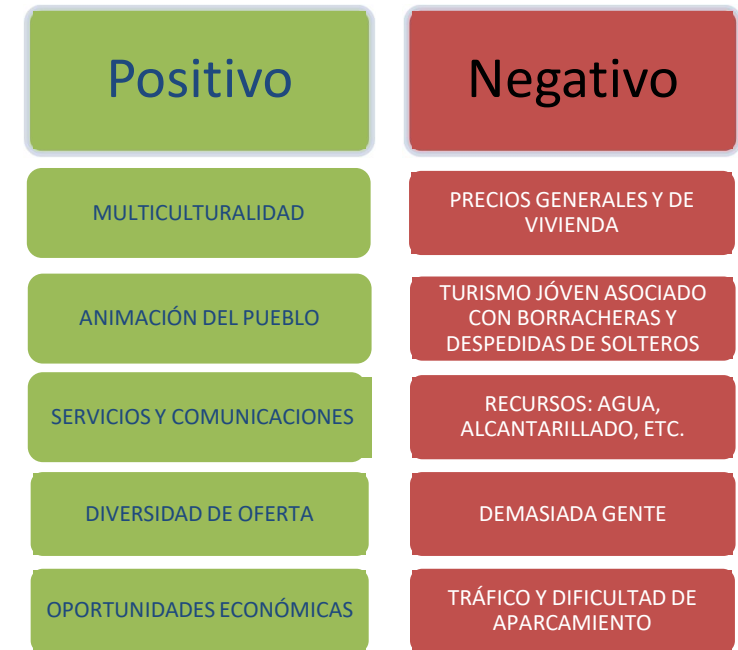 Positivo
MULTICULTURALIDAD
ANIMACIÓN DEL PUEBLO
SERVICIOS Y COMUNICACIONES
DIVERSIDAD DE OFERTA
OPORTUNIDADES ECONÓMICAS
Negativo
PRECIOS GENERALES Y DE
VIVIENDA
TURISMO JÓVEN ASOCIADO
CON BORRACHERAS Y
DESPEDIDAS DE SOLTEROS
RECURSOS: AGUA,
ALCANTARILLADO, ETC.
DEMASIADA GENTE
TRÁFICO Y DIFICULTAD DE
APARCAMIENTO